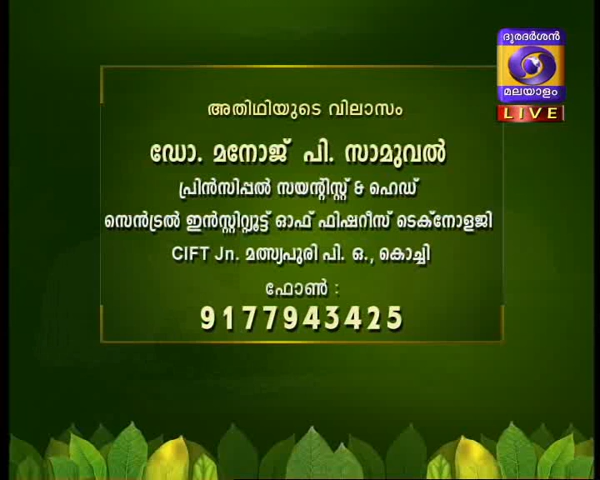 ദൂരദർശൻ
മലയാളം
LIVE
അതിഥിയുടെ വിലാസം
ഡോ. മനോജ് പി. സാമുവൽ
പ്രിൻസിപ്പൽ സയന്റിസ്റ്റ് & ഹെഡ്
സെൻട്രൽ ഇൻസ്റ്റിറ്റ്യൂട്ട് ഓഫ് ഫിഷറീസ് ടെക്നോളജി
CIFT Jn. മത്സ്യപുരി പി. ഒ., കൊച്ചി
ഫോൺ :
9177943425